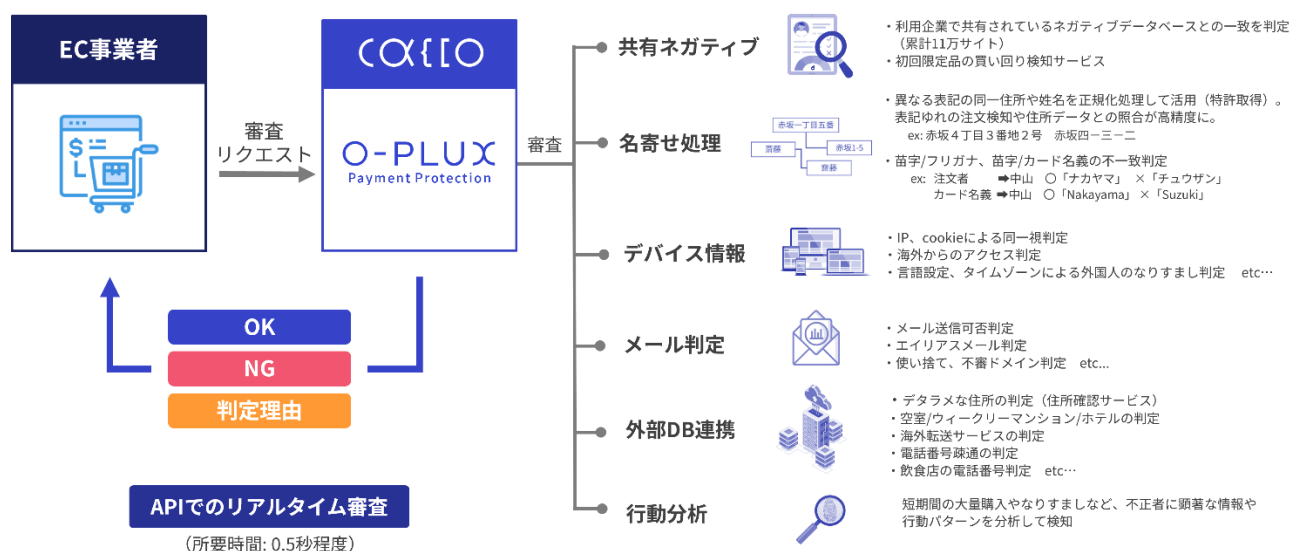 EC事業者
審査
リクエスト
cacco
O-PLUX
Payment Protection
OK
NG
判定理由
APIでのリアルタイム審査
（所要時間: 0.5秒程度）
審査
共有ネガティブ
・利用企業で共有されているネガティブデータベースとの一致を判定
（累計11万サイト）
・初回限定品の買い回り検知サービス
名寄せ処理
赤坂一丁目五番
斎藤
赤坂1-5
齋藤
・異なる表記の同一住所や姓名を正規化処理して活用（特許取得）。
表記ゆれの注文検知や住所データとの照合が高精度に。
ex: 赤坂４丁目３番地２号　赤坂四－三－二
・苗字/フリガナ、苗字/カード名義の不一致判定
ex: 注文者 ➡中山 〇「ナカヤマ」 ×「チュウザン」
カード名義 ➡中山 〇「Nakayama」 ×「Suzuki」
デバイス情報
・IP、cookieによる同一視判定
・海外からのアクセス判定
・言語設定、タイムゾーンによる外国人のなりすまし判定　etc…
メール判定
・メール送信可否判定
・エイリアスメール判定
・使い捨て、不審ドメイン判定　etc...
外部DB連携
・デタラメな住所の判定（住所確認サービス）
・空室/ウィークリーマンション/ホテルの判定
・海外転送サービスの判定
・電話番号疎通の判定
・飲食店の電話番号判定　etc…
行動分析
短期間の大量購入やなりすましなど、不正者に顕著な情報や
行動パターンを分析して検知